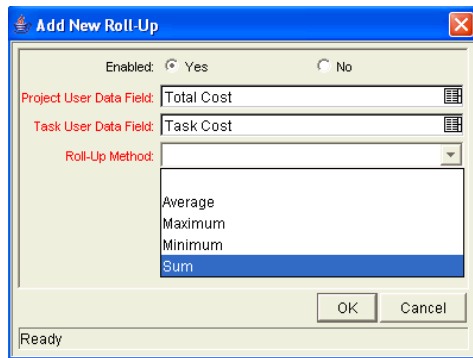 Add New Roll-Up
Enabled: Yes No
Project User Data Field: Total Cost
Task User Data Field: Task Cost
Roll-Up Method:
Average
Maximum
Minimum
Sum
OK Cancel
Ready